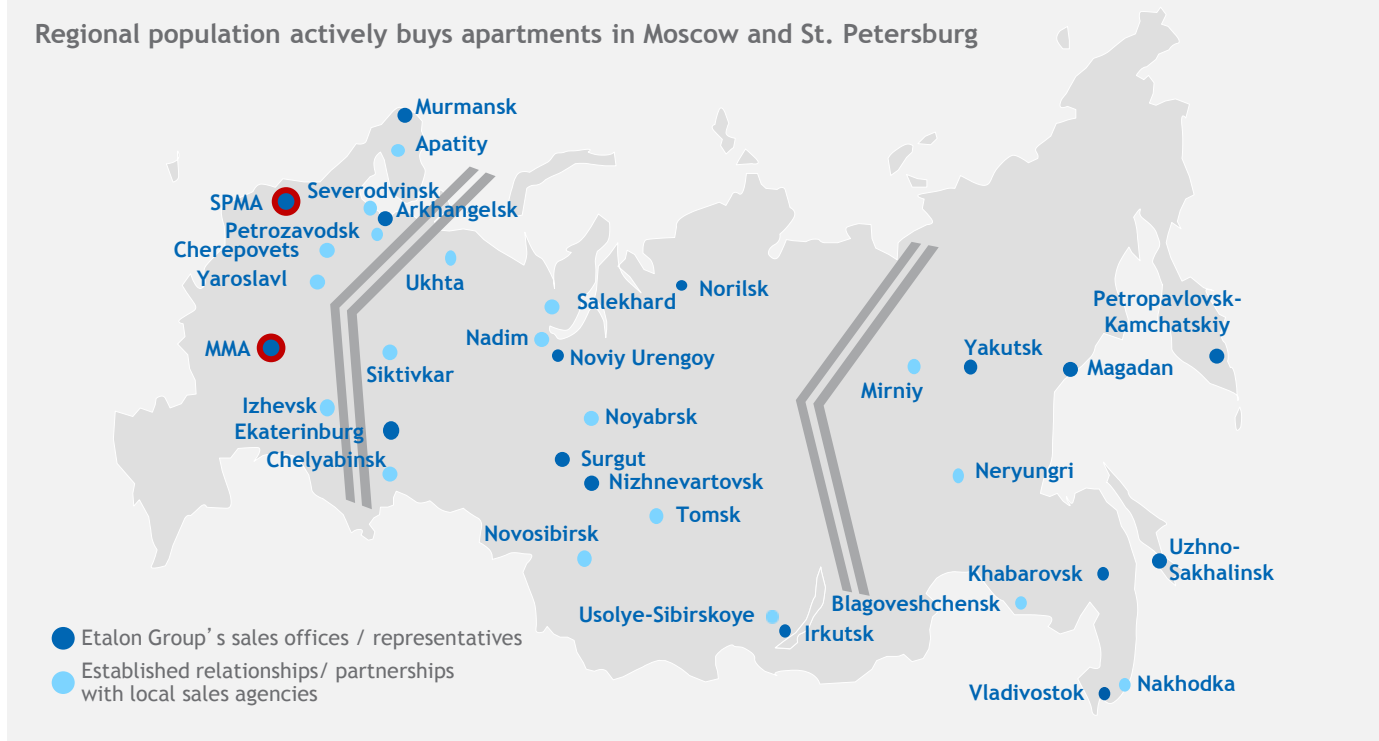 Regional population actively buys apartments in Moscow and St. Petersburg
Murmansk
Apatity
Severodvinsk
SPMA
Arkhangelsk
Petrozavodsk
Cherepovets
Yaroslavl
Ukhta
Salekhard
Norilsk
Petropavlovsk-
Kamchatskiy
Nadim
MMA
Noviy Urengoy
Yakutsk
Magadan
Siktivkar
Mirniy
Izhevsk
Noyabrsk
Ekaterinburg
Chelyabinsk
Surgut
Nizhnevartovsk
Neryungri
Tomsk
Novosibirsk
Uzhno-
Sakhalinsk
Khabarovsk
Blagoveshchensk
Usolye-Sibirskoye
Irkutsk
Vladivostok
Nakhodka
Etalon Group’s sales offices / representatives
Established relationships/ partnerships
with local sales agencies